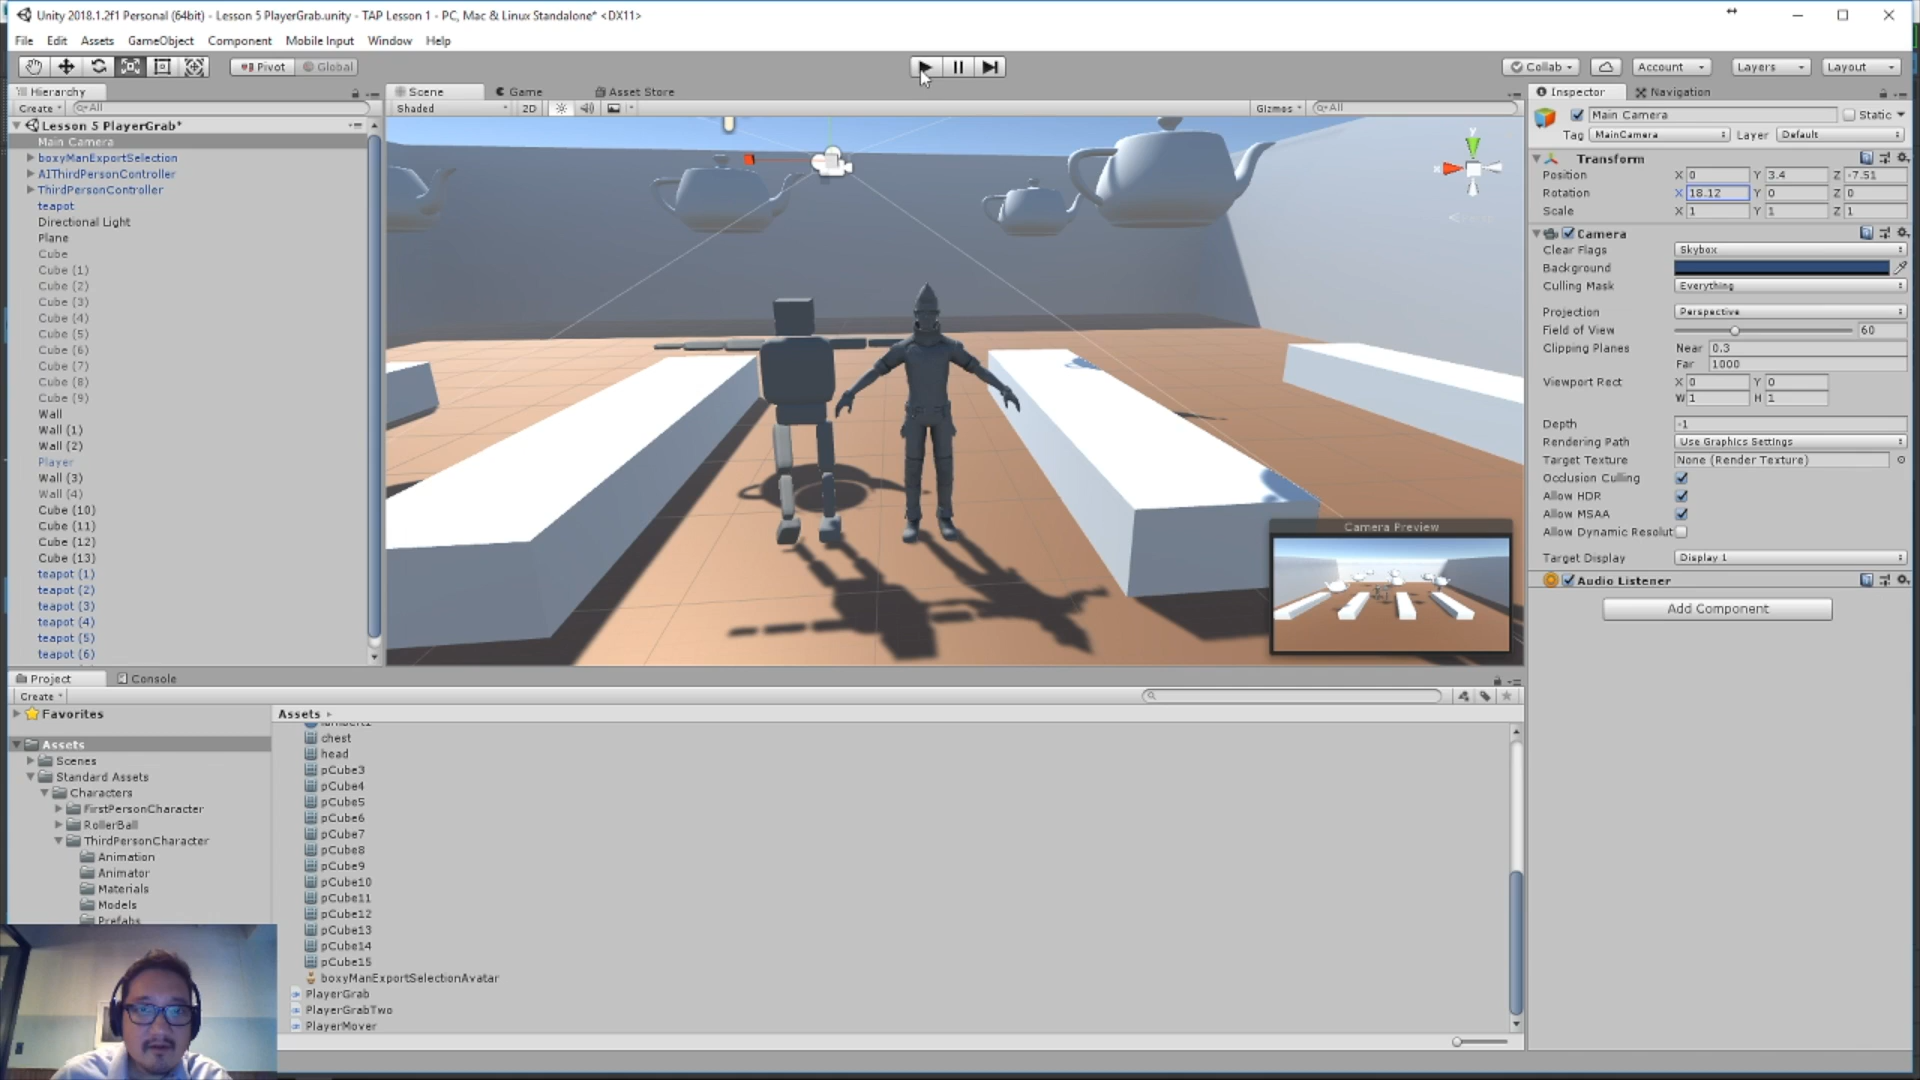 Unity 2018.1.2f1 Personal (64bit) - Lesson 5 PlayerGrab.unity - TAP Lesson 1 - PC, Mac & Linux Standalone* <DX11>
File Edit Assets GameObject Component Mobile Input Window Help
Pivot Global Collab Account Layers Layout
Hierarchy
Create All
Lesson 5 PlayerGrab*
Main Camera
boxyManExportSelection
AIThirdPersonController
ThirdPersonController
teapot
Directional Light
Plane
Cube
Cube (1)
Cube (2)
Cube (3)
Cube (4)
Cube (5)
Cube (6)
Cube (7)
Cube (8)
Cube (9)
Wall
Wall (1)
Wall (2)
Player
Wall (3)
Wall (4)
Cube (10)
Cube (11)
Cube (12)
Cube (13)
teapot (1)
teapot (2)
teapot (3)
teapot (4)
teapot (5)
teapot (6)
Scene Game Asset Store
Shaded 2D Gizmos All
y
x
Camera Preview
Inspector Navigation
Main Camera Static
Tag MainCamera Layer Default
Transform
Position X 0 Y 3.4 Z -7.51
Rotation X 18.12 Y 0 Z 0
Scale X 1 Y 1 Z 1
Camera
Clear Flags Skybox
Background
Culling Mask Everything
Projection Perspective
Field of View 60
Clipping Planes Near 0.3
Far 1000
Viewport Rect X 0 Y 0
W 1 H 1
Depth -1
Rendering Path Use Graphics Settings
Target Texture None (Render Texture)
Occlusion Culling
Allow HDR
Allow MSAA
Allow Dynamic Resolut
Target Display Display 1
Audio Listener
Add Component
Project Console
Create
Favorites
Assets
Scenes
Standard Assets
Characters
FirstPersonCharacter
RollerBall
ThirdPersonCharacter
Animation
Animator
Materials
Models
Prefabs
Assets
lambert1
chest
head
pCube3
pCube4
pCube5
pCube6
pCube7
pCube8
pCube9
pCube10
pCube11
pCube12
pCube13
pCube14
pCube15
boxyManExportSelectionAvatar
PlayerGrab
PlayerGrabTwo
PlayerMover